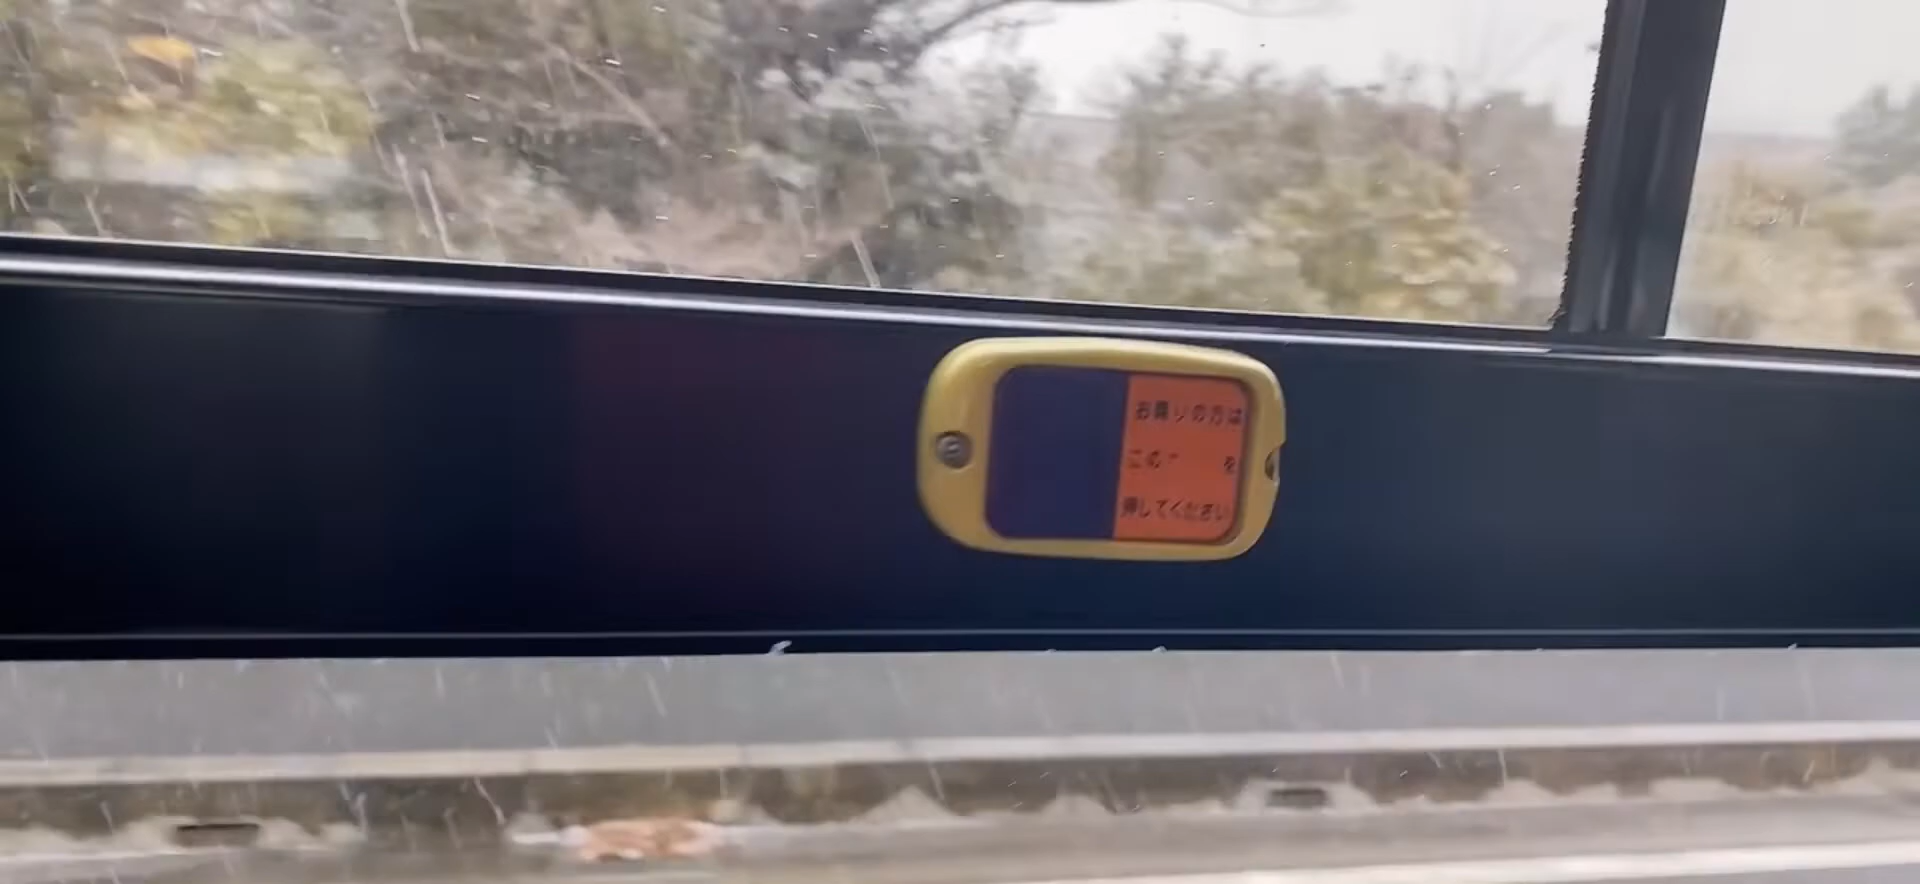 お降りの方は
この を
押してください